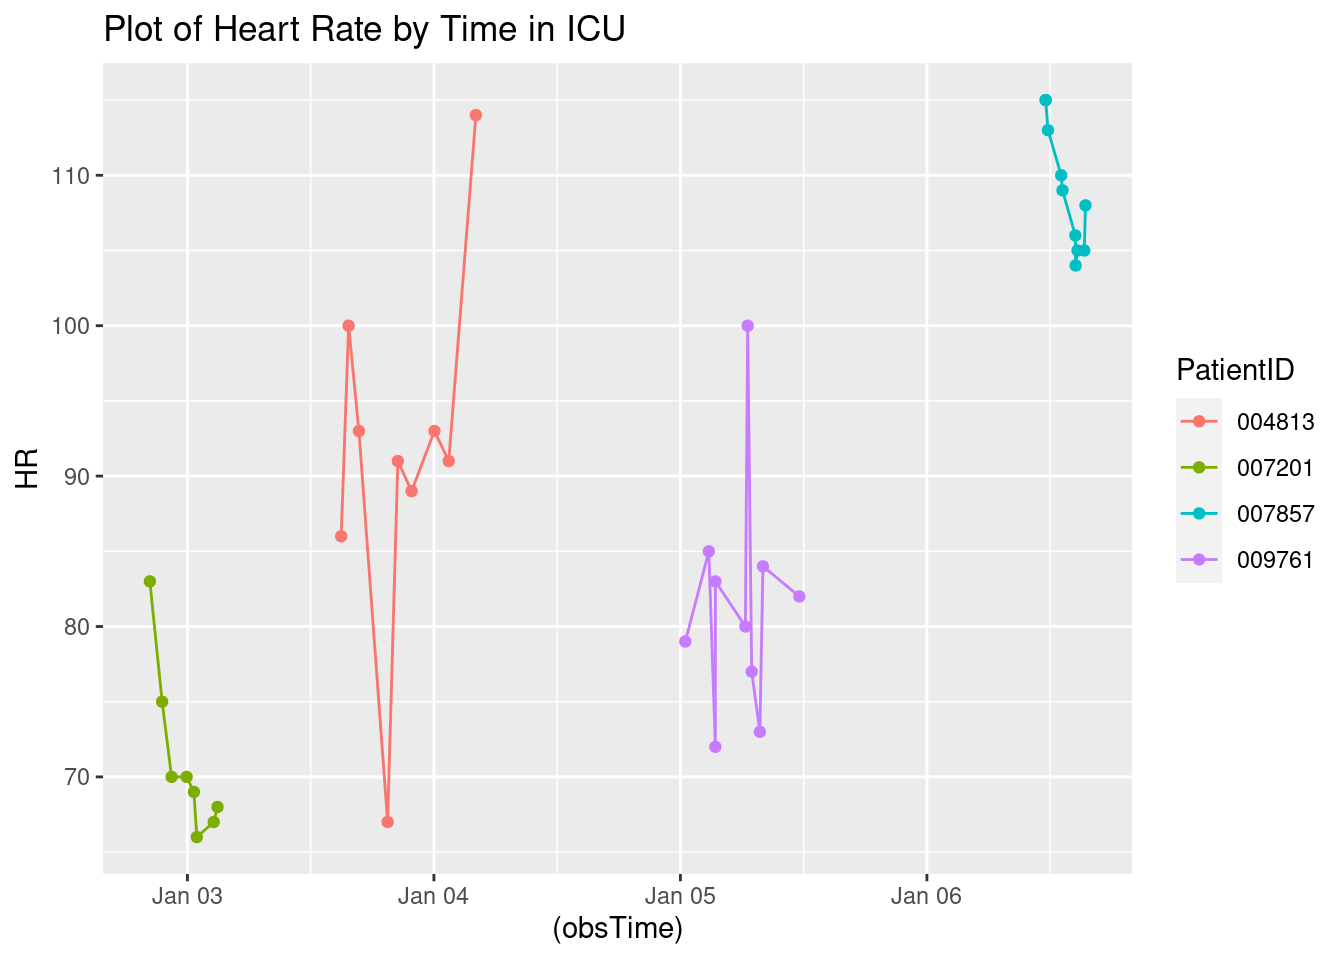 Plot of Heart Rate by Time in ICU
HR
110
100
90
80
70
Jan 03
Jan 04
Jan 05
Jan 06
(obsTime)
PatientID
004813
007201
007857
009761